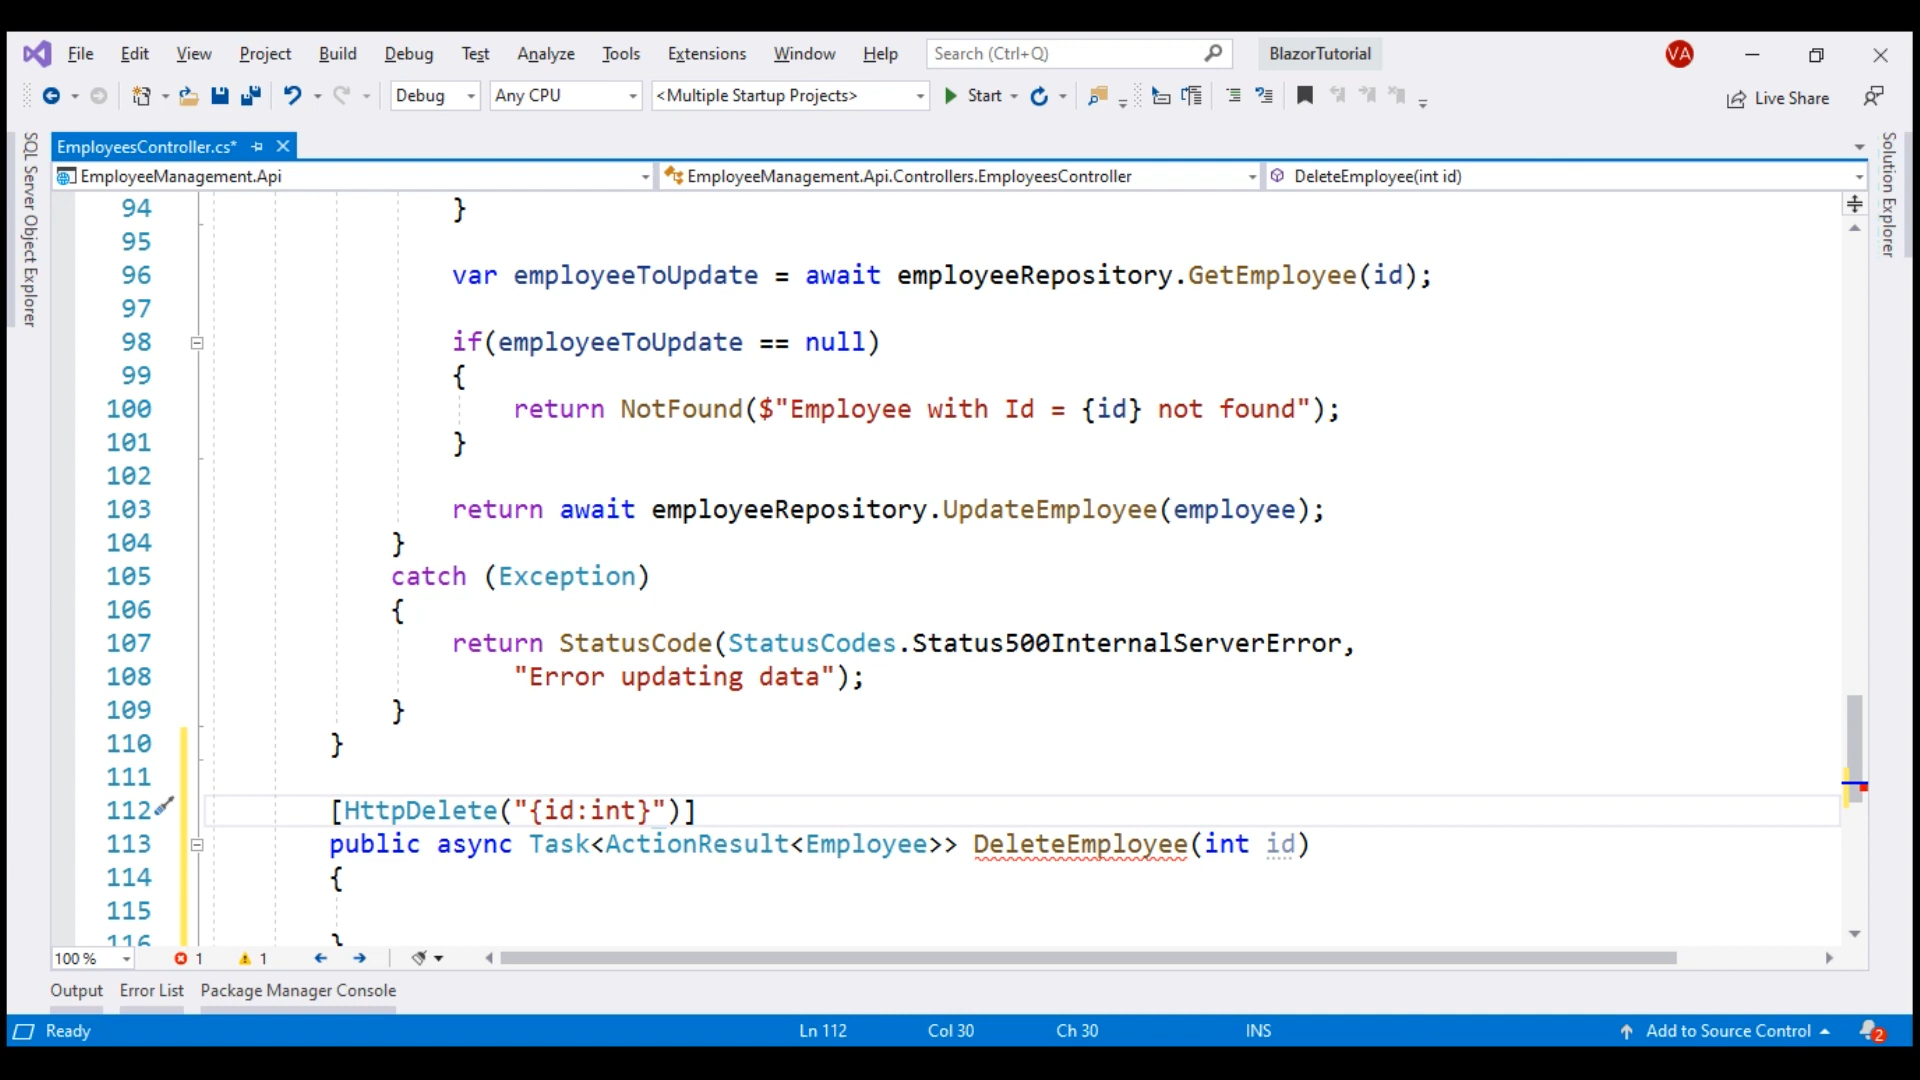 File Edit View Project Build Debug Test Analyze Tools Extensions Window Help Search (Ctrl+Q) BlazorTutorial VA
Debug Any CPU <Multiple Startup Projects> Start Live Share
SQL Server Object Explorer
Solution Explorer
EmployeesController.cs*
EmployeeManagement.Api EmployeeManagement.Api.Controllers.EmployeesController DeleteEmployee(int id)
94 }
95
96 var employeeToUpdate = await employeeRepository.GetEmployee(id);
97
98 if(employeeToUpdate == null)
99 {
100 return NotFound($"Employee with Id = {id} not found");
101 }
102
103 return await employeeRepository.UpdateEmployee(employee);
104 }
105 catch (Exception)
106 {
107 return StatusCode(StatusCodes.Status500InternalServerError,
108 "Error updating data");
109 }
110 }
111
112 [HttpDelete("{id:int}")]
113 public async Task<ActionResult<Employee>> DeleteEmployee(int id)
114 {
115
116 }
100 % 1 1
Output Error List Package Manager Console
Ready Ln 112 Col 30 Ch 30 INS Add to Source Control 2